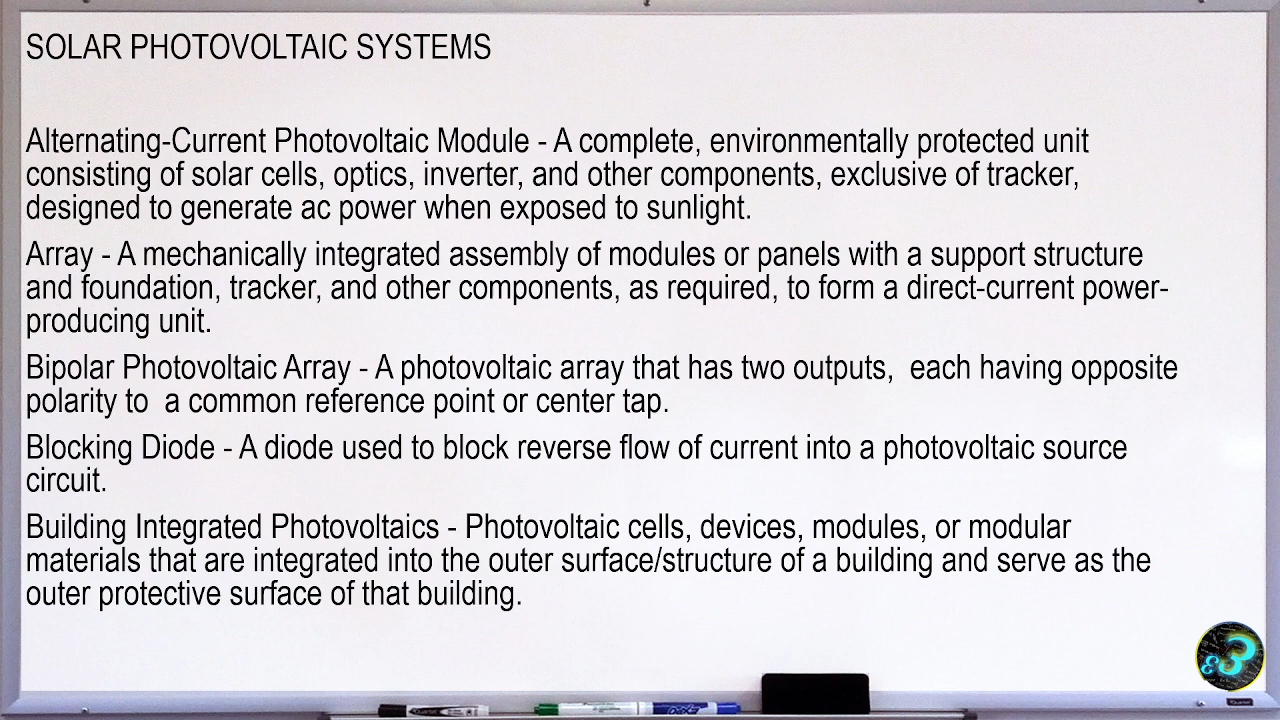 SOLAR PHOTOVOLTAIC SYSTEMS
Alternating-Current Photovoltaic Module - A complete, environmentally protected unit
consisting of solar cells, optics, inverter, and other components, exclusive of tracker,
designed to generate ac power when exposed to sunlight.
Array - A mechanically integrated assembly of modules or panels with a support structure
and foundation, tracker, and other components, as required, to form a direct-current power-
producing unit.
Bipolar Photovoltaic Array - A photovoltaic array that has two outputs,  each having opposite
polarity to  a common reference point or center tap.
Blocking Diode - A diode used to block reverse flow of current into a photovoltaic source
circuit.
Building Integrated Photovoltaics - Photovoltaic cells, devices, modules, or modular
materials that are integrated into the outer surface/structure of a building and serve as the
outer protective surface of that building.
ε3